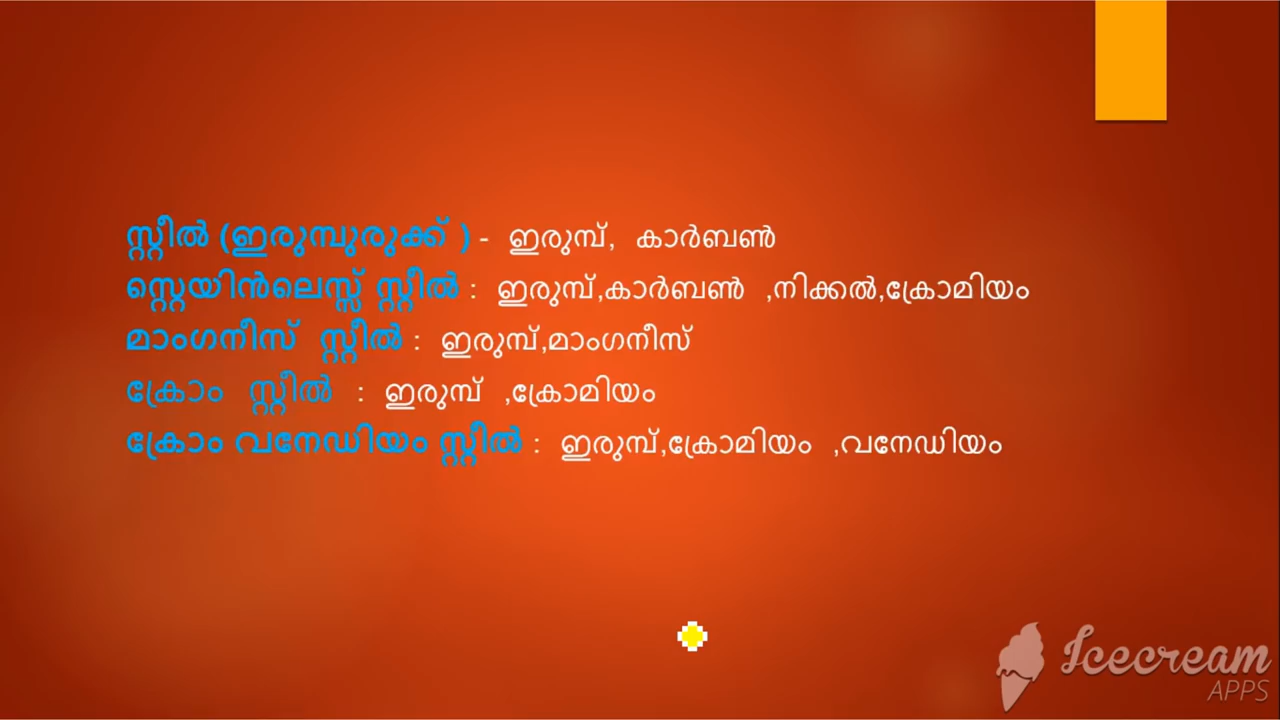 സ്റ്റീൽ (ഇരുമ്പുരുക്ക് ) - ഇരുമ്പ്, കാർബൺ
സ്റ്റെയിൻലെസ്സ് സ്റ്റീൽ : ഇരുമ്പ്,കാർബൺ ,നിക്കൽ,ക്രോമിയം
മാംഗനീസ് സ്റ്റീൽ : ഇരുമ്പ്,മാംഗനീസ്
ക്രോം സ്റ്റീൽ : ഇരുമ്പ് ,ക്രോമിയം
ക്രോം വനേഡിയം സ്റ്റീൽ : ഇരുമ്പ്,ക്രോമിയം ,വനേഡിയം
Icecream
APPS